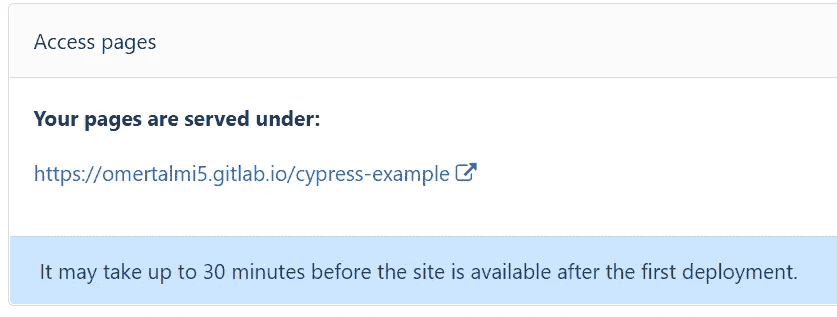 Access pages
Your pages are served under:
https://omertalmi5.gitlab.io/cypress-example
It may take up to 30 minutes before the site is available after the first deployment.